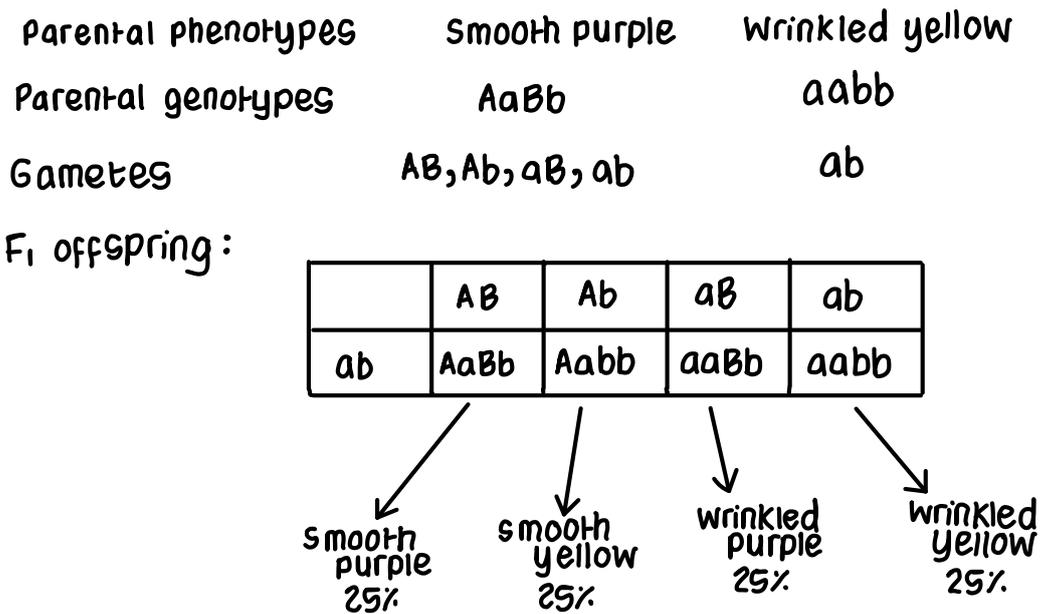 Parental phenotypes Smooth purple Wrinkled yellow
Parental genotypes AaBb aabb
Gametes AB, Ab, aB, ab ab
F1 offspring:
AB Ab aB ab
ab AaBb Aabb aaBb aabb
smooth purple 25%
smooth yellow 25%
wrinkled purple 25%
wrinkled yellow 25%